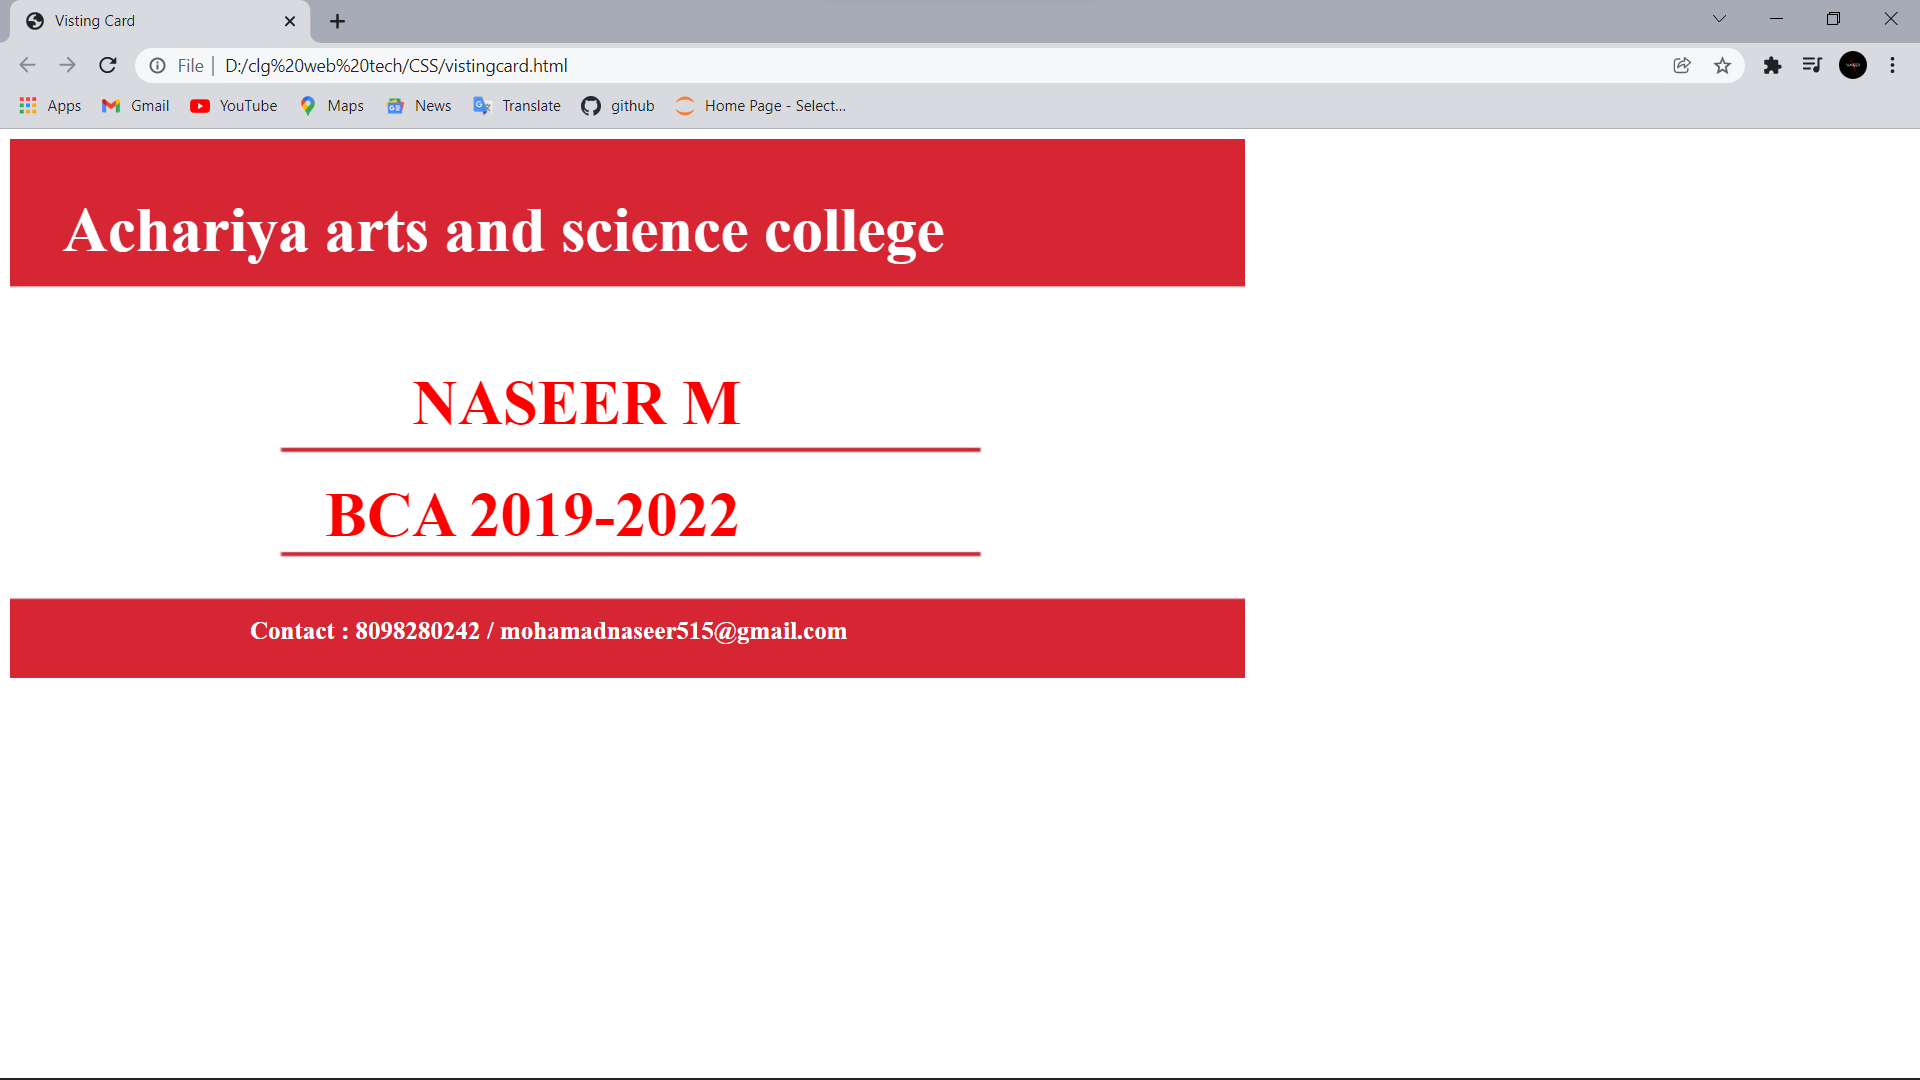 Visting Card
File | D:/clg%20web%20tech/CSS/vistingcard.html
Apps Gmail YouTube Maps News Translate github Home Page - Select...
Achariya arts and science college
NASEER M
BCA 2019-2022
Contact : 8098280242 / mohamadnaseer515@gmail.com